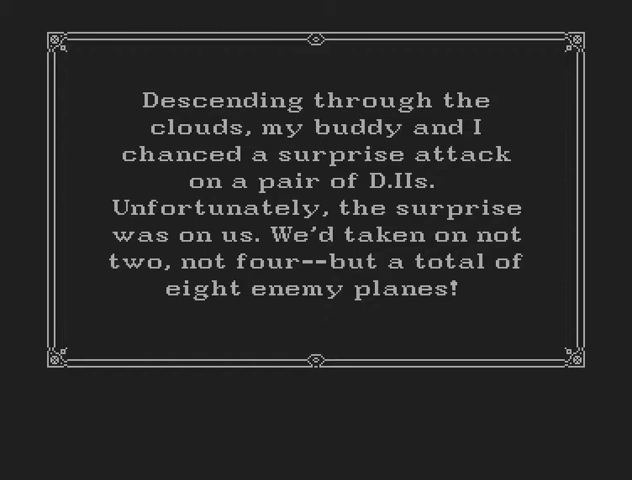 Descending through the
clouds, my buddy and I
chanced a surprise attack
on a pair of D.IIs.
Unfortunately, the surprise
was on us. We'd taken on not
two, not four--but a total of
eight enemy planes!